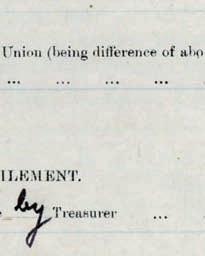 Union (being difference of abo
... ... ... ...
ILEMENT.
by Treasurer ...